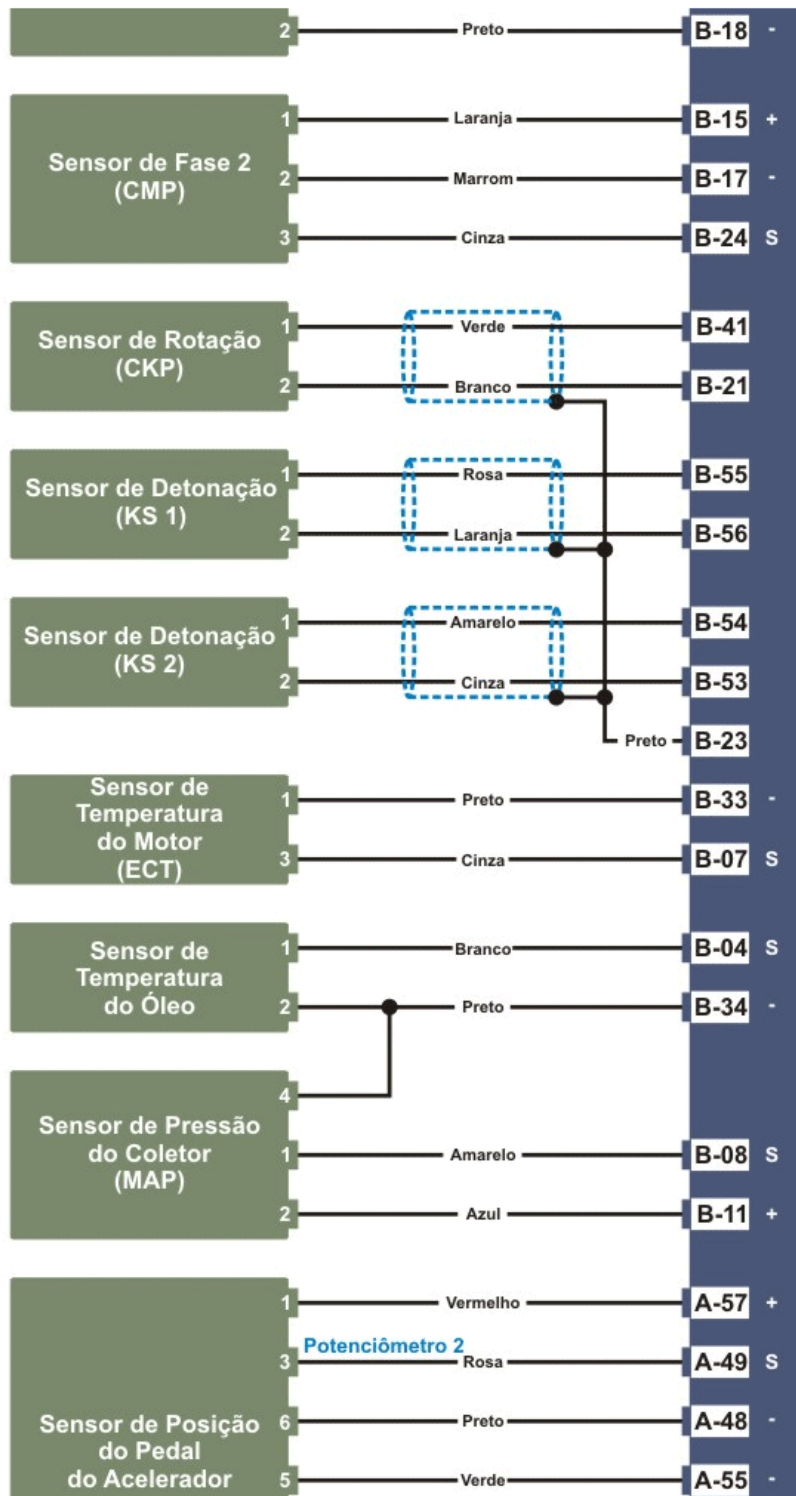 2 Preto B-18 -
1 Laranja B-15 +
Sensor de Fase 2
(CMP)
2 Marrom B-17 -
3 Cinza B-24 S
1 Verde B-41
Sensor de Rotação
(CKP)
2 Branco B-21
1 Rosa B-55
Sensor de Detonação
(KS 1)
2 Laranja B-56
1 Amarelo B-54
Sensor de Detonação
(KS 2)
2 Cinza B-53
Preto B-23
Sensor de
Temperatura
do Motor
(ECT)
1 Preto B-33 -
3 Cinza B-07 S
Sensor de
Temperatura
do Óleo
1 Branco B-04 S
2 Preto B-34 -
4
Sensor de Pressão
do Coletor
(MAP)
1 Amarelo B-08 S
2 Azul B-11 +
1 Vermelho A-57 +
Potenciômetro 2
3 Rosa A-49 S
6 Preto A-48 -
Sensor de Posição
do Pedal
do Acelerador
5 Verde A-55 -